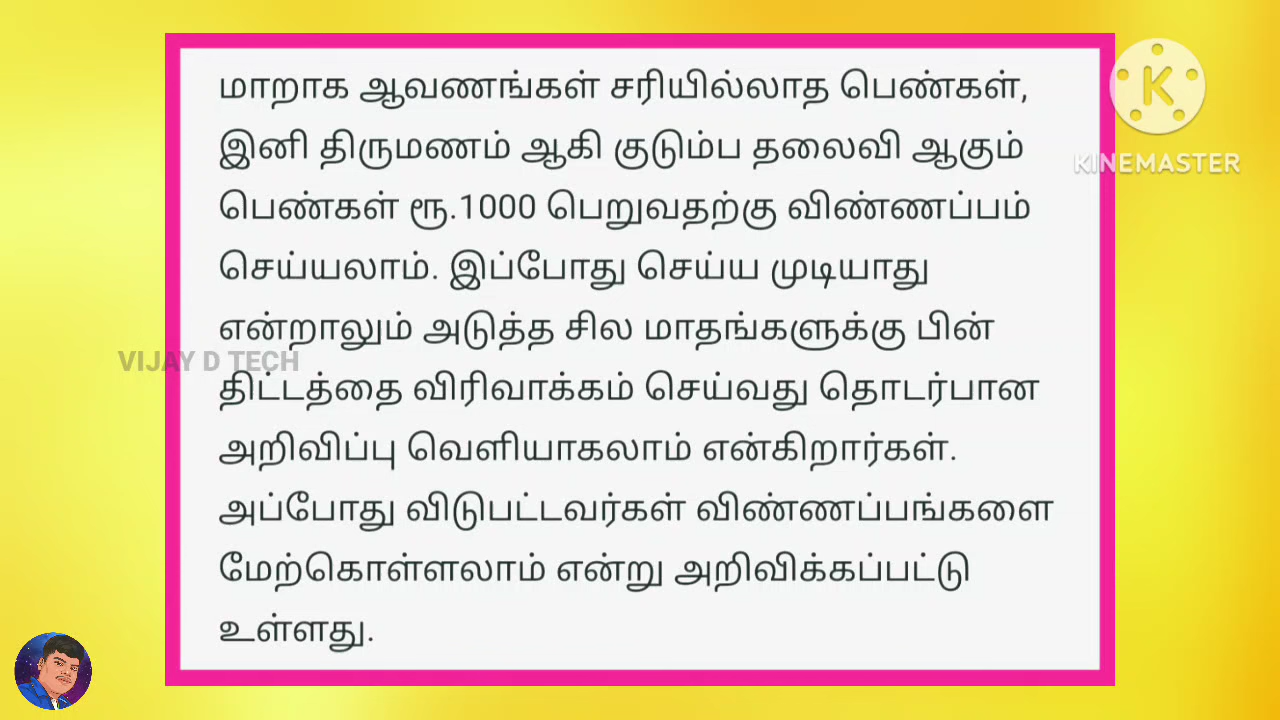 மாறாக ஆவணங்கள் சரியில்லாத பெண்கள்,
இனி திருமணம் ஆகி குடும்ப தலைவி ஆகும்
பெண்கள் ரூ.1000 பெறுவதற்கு விண்ணப்பம்
செய்யலாம். இப்போது செய்ய முடியாது
என்றாலும் அடுத்த சில மாதங்களுக்கு பின்
திட்டத்தை விரிவாக்கம் செய்வது தொடர்பான
அறிவிப்பு வெளியாகலாம் என்கிறார்கள்.
அப்போது விடுபட்டவர்கள் விண்ணப்பங்களை
மேற்கொள்ளலாம் என்று அறிவிக்கப்பட்டு
உள்ளது.
VIJAY D TECH
K
KINEMASTER